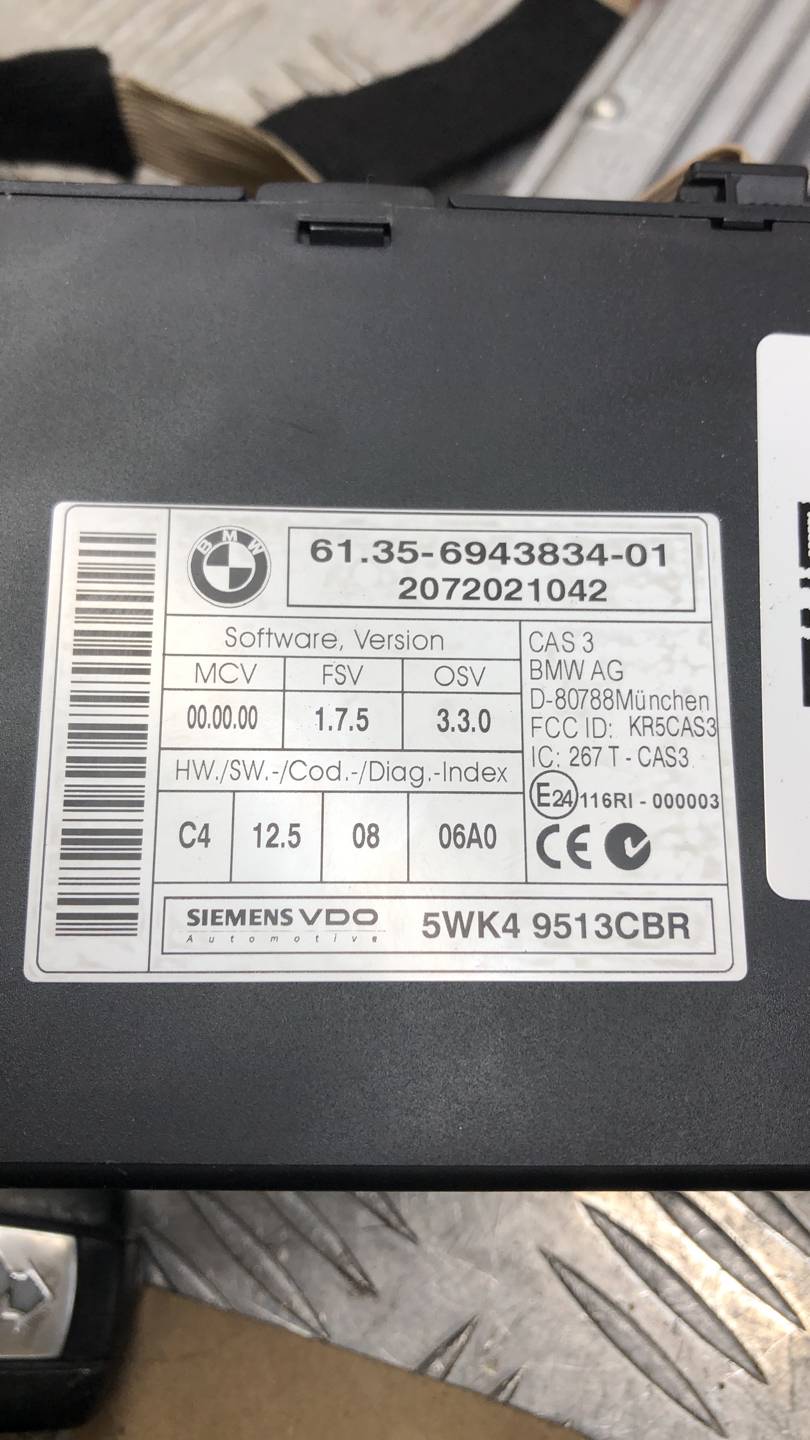 BMW
61.35-6943834-01
2072021042
Software, Version
MCV FSV OSV
00.00.00 1.7.5 3.3.0
HW./SW.-/Cod.-/Diag.-Index
C4 12.5 08 06A0
CAS 3
BMW AG
D-80788München
FCC ID: KR5CAS3
IC: 267 T - CAS3
E24 116RI - 000003
CE
SIEMENS VDO
Automotive
5WK4 9513CBR